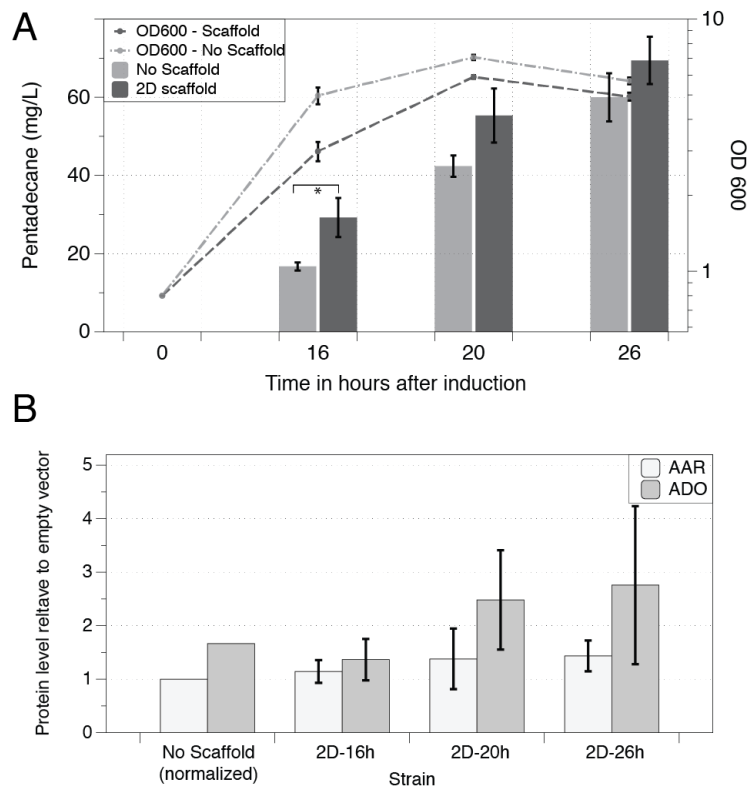 A
OD600 - Scaffold
OD600 - No Scaffold
No Scaffold
2D scaffold
Pentadecane (mg/L)
60
40
20
0
10
1
OD 600
*
0 16 20 26
Time in hours after induction
B
AAR
ADO
Protein level reltave to empty vector
5
4
3
2
1
0
No Scaffold 2D-16h 2D-20h 2D-26h
(normalized)
Strain